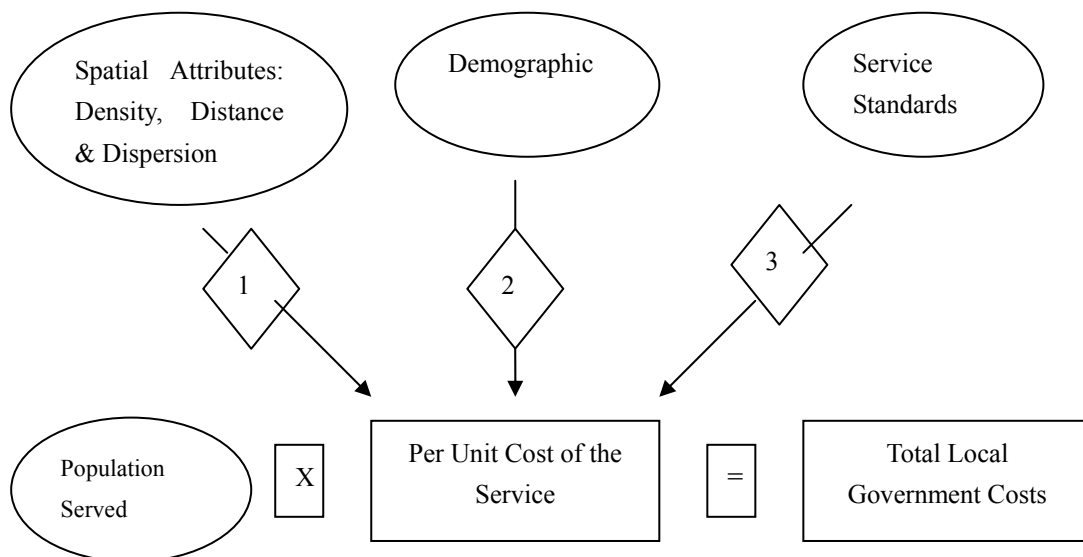 Spatial Attributes:
Density, Distance
& Dispersion
Demographic
Service
Standards
1
2
3
Population
Served
X
Per Unit Cost of the
Service
=
Total Local
Government Costs